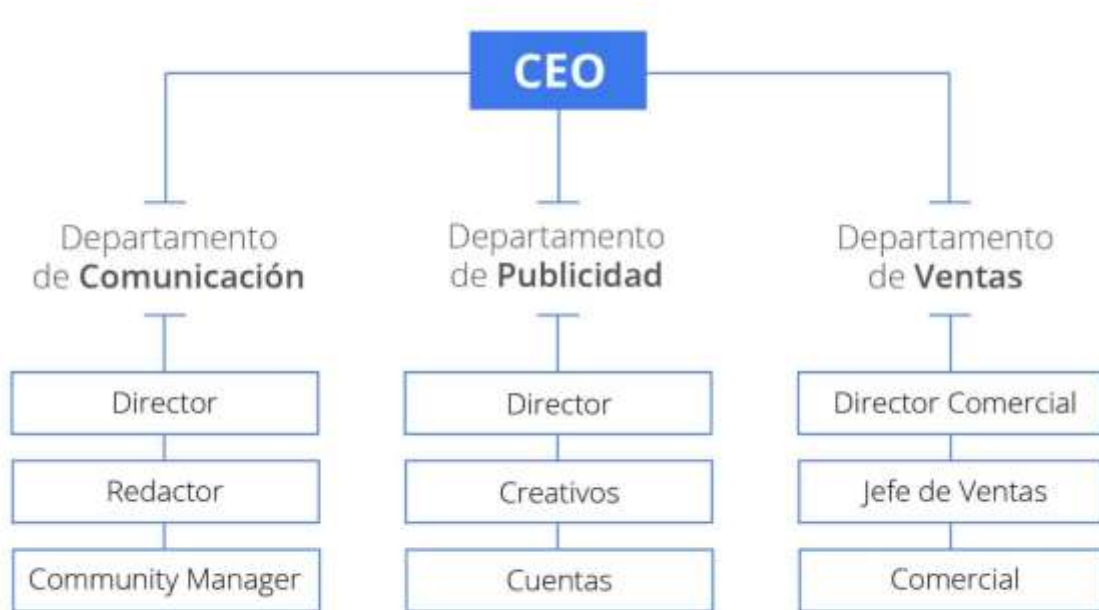 CEO
Departamento
de Comunicación
Director
Redactor
Community Manager
Departamento
de Publicidad
Director
Creativos
Cuentas
Departamento
de Ventas
Director Comercial
Jefe de Ventas
Comercial